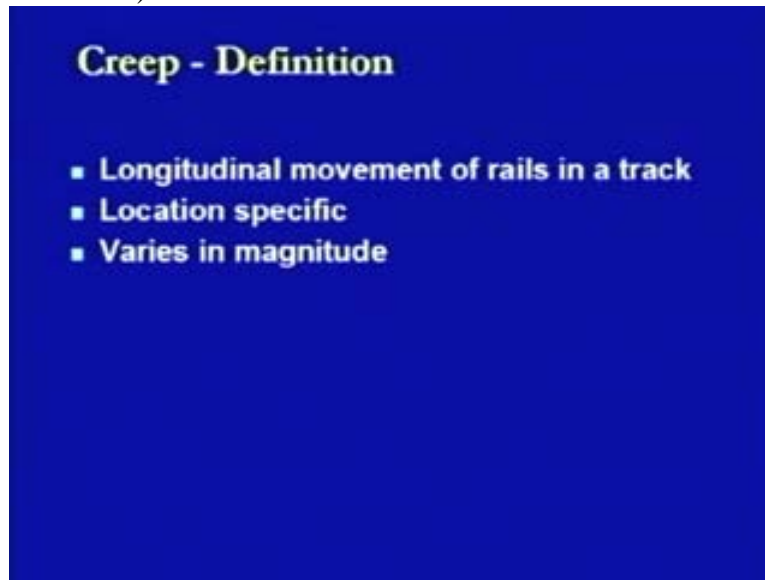 Creep - Definition
Longitudinal movement of rails in a track
Location specific
Varies in magnitude